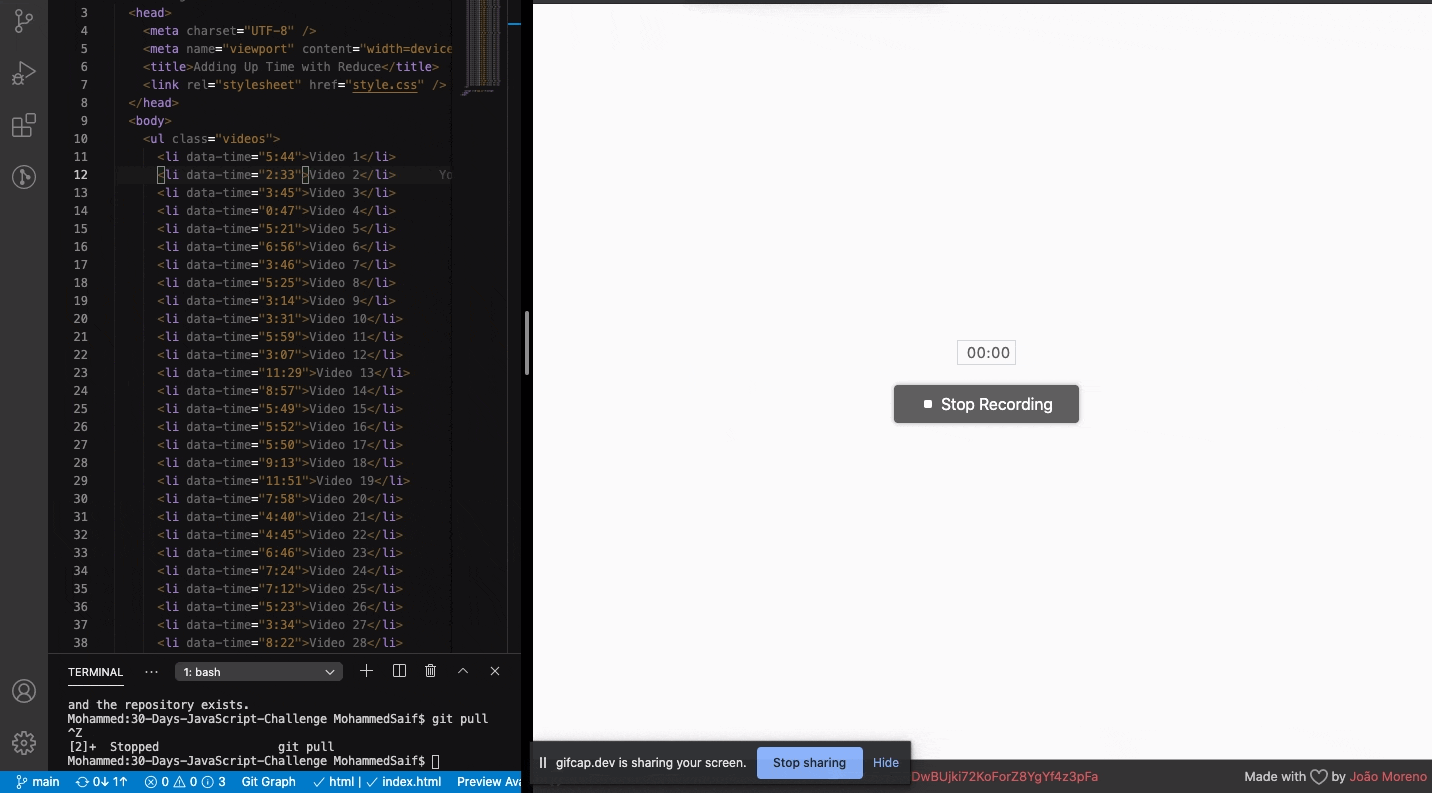 3 <head>
4 <meta charset="UTF-8" />
5 <meta name="viewport" content="width=device
6 <title>Adding Up Time with Reduce</title>
7 <link rel="stylesheet" href="style.css" />
8 </head>
9 <body>
10 <ul class="videos">
11 <li data-time="5:44">Video 1</li>
12 <li data-time="2:33">Video 2</li> Yo
13 <li data-time="3:45">Video 3</li>
14 <li data-time="0:47">Video 4</li>
15 <li data-time="5:21">Video 5</li>
16 <li data-time="6:56">Video 6</li>
17 <li data-time="3:46">Video 7</li>
18 <li data-time="5:25">Video 8</li>
19 <li data-time="3:14">Video 9</li>
20 <li data-time="3:31">Video 10</li>
21 <li data-time="5:59">Video 11</li>
22 <li data-time="3:07">Video 12</li>
23 <li data-time="11:29">Video 13</li>
24 <li data-time="8:57">Video 14</li>
25 <li data-time="5:49">Video 15</li>
26 <li data-time="5:52">Video 16</li>
27 <li data-time="5:50">Video 17</li>
28 <li data-time="9:13">Video 18</li>
29 <li data-time="11:51">Video 19</li>
30 <li data-time="7:58">Video 20</li>
31 <li data-time="4:40">Video 21</li>
32 <li data-time="4:45">Video 22</li>
33 <li data-time="6:46">Video 23</li>
34 <li data-time="7:24">Video 24</li>
35 <li data-time="7:12">Video 25</li>
36 <li data-time="5:23">Video 26</li>
37 <li data-time="3:34">Video 27</li>
38 <li data-time="8:22">Video 28</li>
TERMINAL ··· 1: bash
and the repository exists.
Mohammed:30-Days-JavaScript-Challenge MohammedSaif$ git pull
^Z
[2]+ Stopped git pull
Mohammed:30-Days-JavaScript-Challenge MohammedSaif$
main 0↓ 1↑ 0 0 3 Git Graph html | index.html Preview Ava
00:00
Stop Recording
gifcap.dev is sharing your screen. Stop sharing Hide
DwBUjki72KoForZ8YgYf4z3pFa
Made with by João Moreno